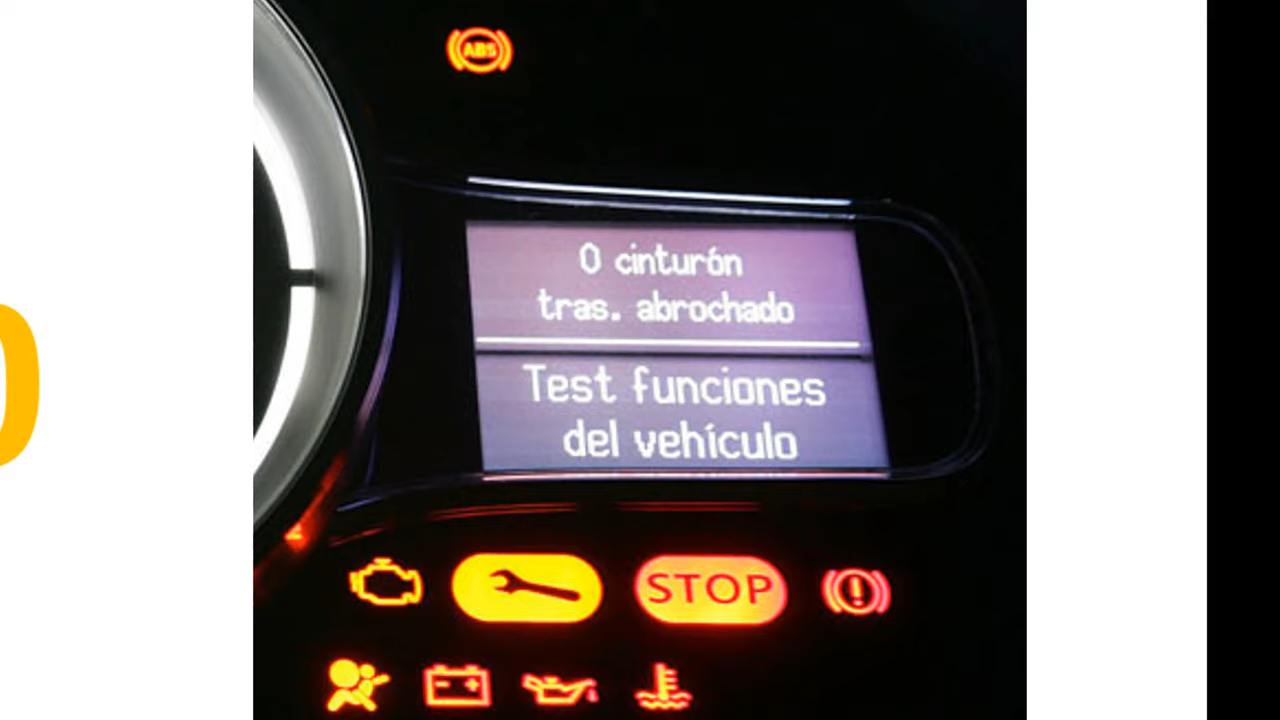 ABS
0 cinturón
tras. abrochado
Test funciones
del vehículo
STOP